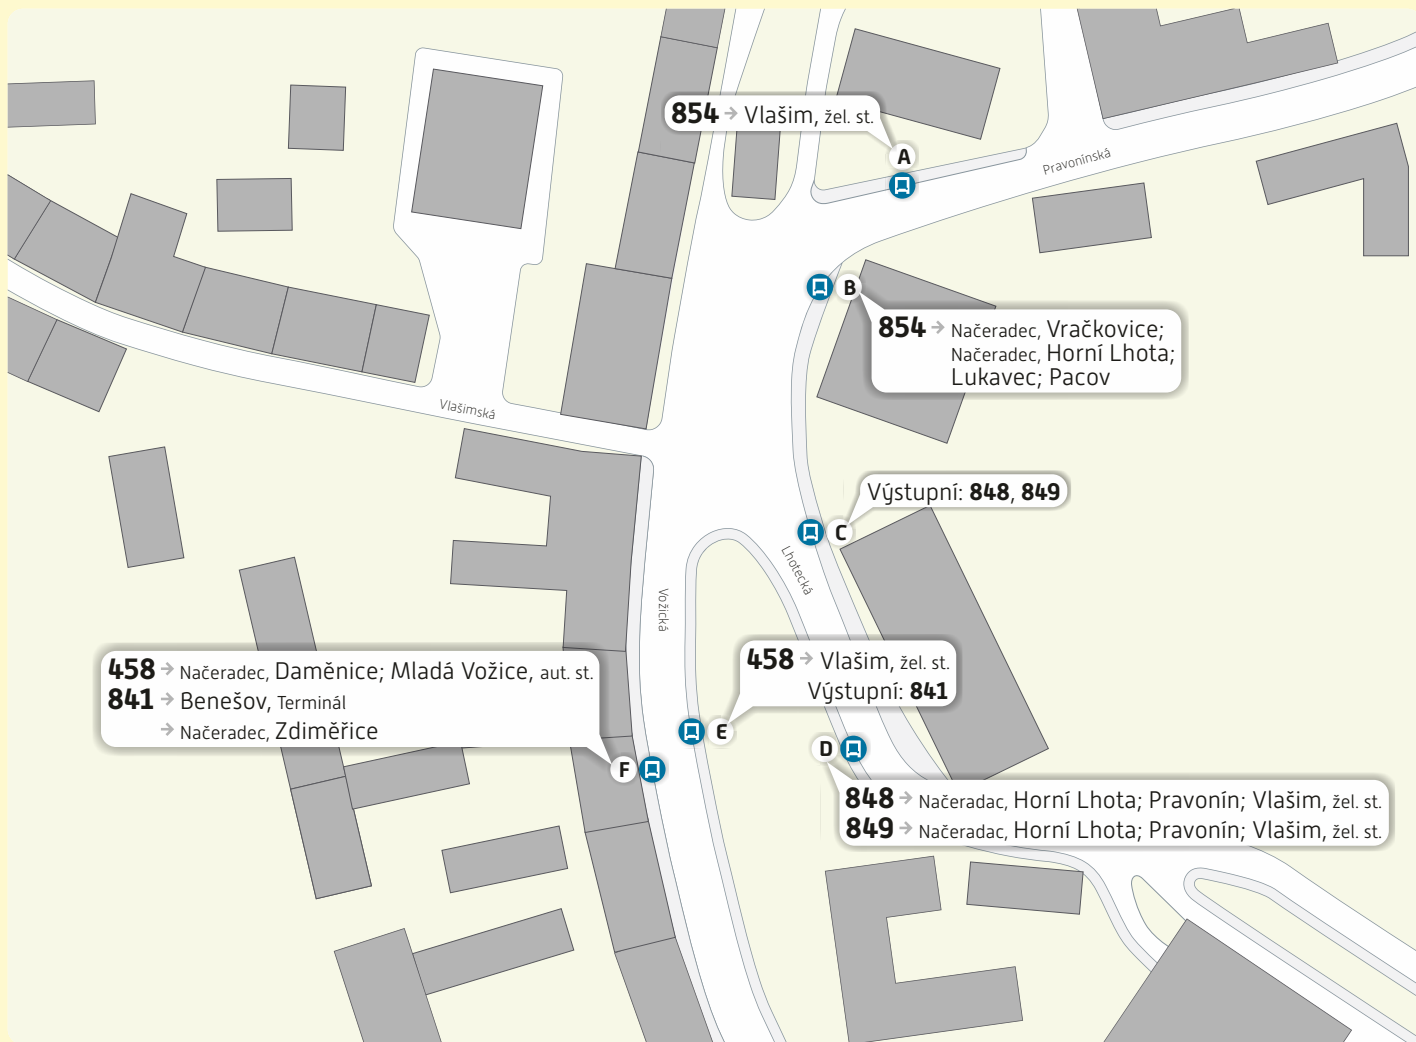 854 → Vlašim, žel. st.
A
Pravonínská
B
854 → Načeradec, Vračkovice;
Načeradec, Horní Lhota;
Lukavec; Pacov
Vlašimská
Výstupní: 848, 849
C
Lhotecká
Vožická
458 → Načeradec, Daměnice; Mladá Vožice, aut. st.
841 → Benešov, Terminál
→ Načeradec, Zdiměřice
F
458 → Vlašim, žel. st.
Výstupní: 841
E
D
848 → Načeradac, Horní Lhota; Pravonín; Vlašim, žel. st.
849 → Načeradac, Horní Lhota; Pravonín; Vlašim, žel. st.